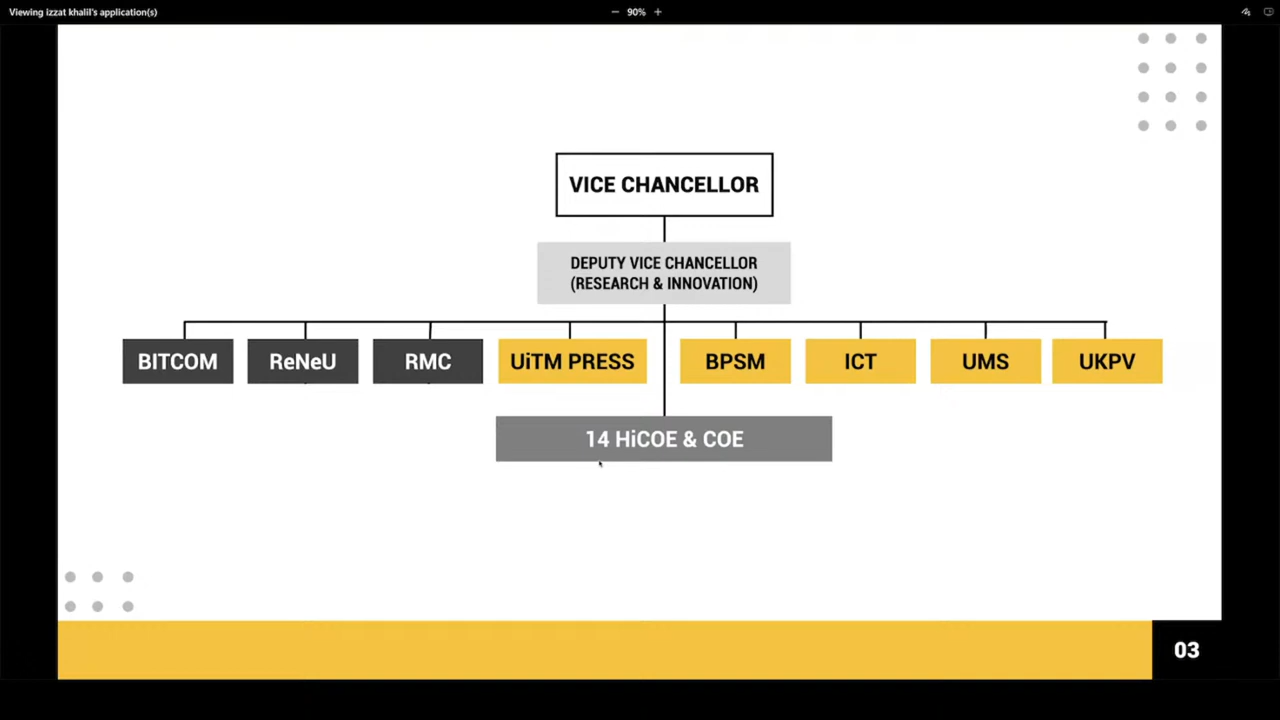 Viewing izzat khalil's application(s)
90%
VICE CHANCELLOR
DEPUTY VICE CHANCELLOR
(RESEARCH & INNOVATION)
BITCOM ReNeU RMC UiTM PRESS BPSM ICT UMS UKPV
14 HiCOE & COE
03